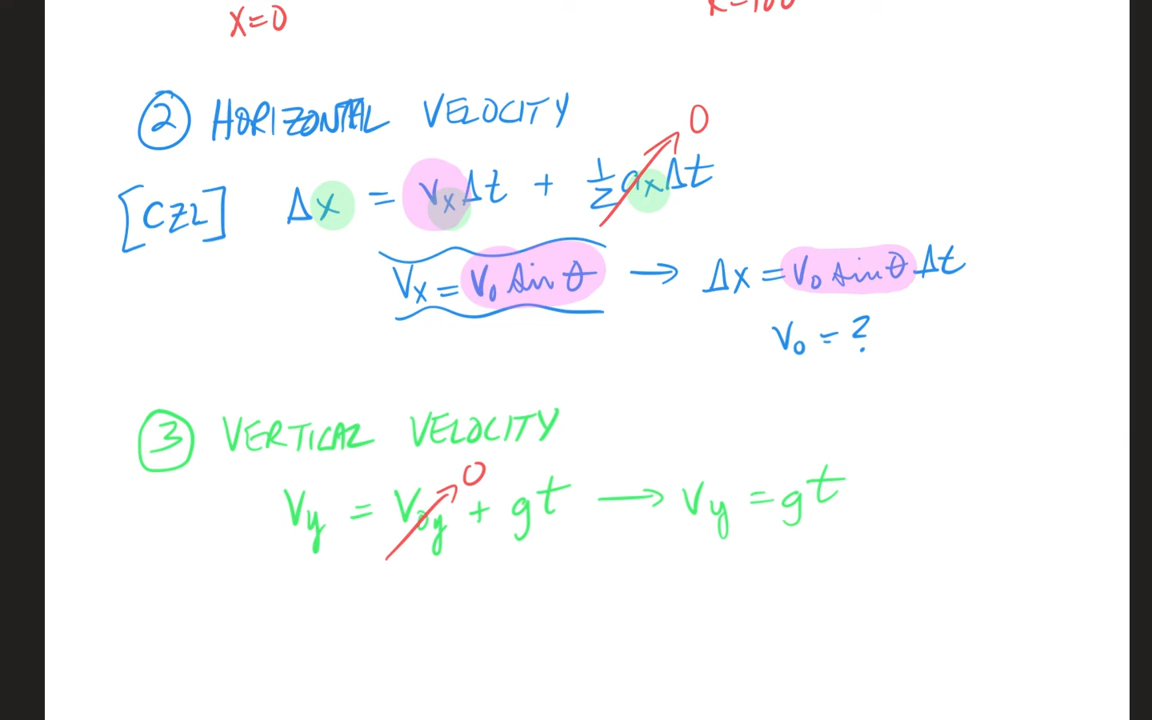 x=0
x=100
② HORIZONTAL VELOCITY
0
[CZL] Δx = vₓΔt + ½aₓΔt
Vₓ = V₀ sin θ → Δx = V₀ sin θ Δt
V₀ = ?
③ VERTICAL VELOCITY
0
Vy = V₀y + gt → Vy = gt